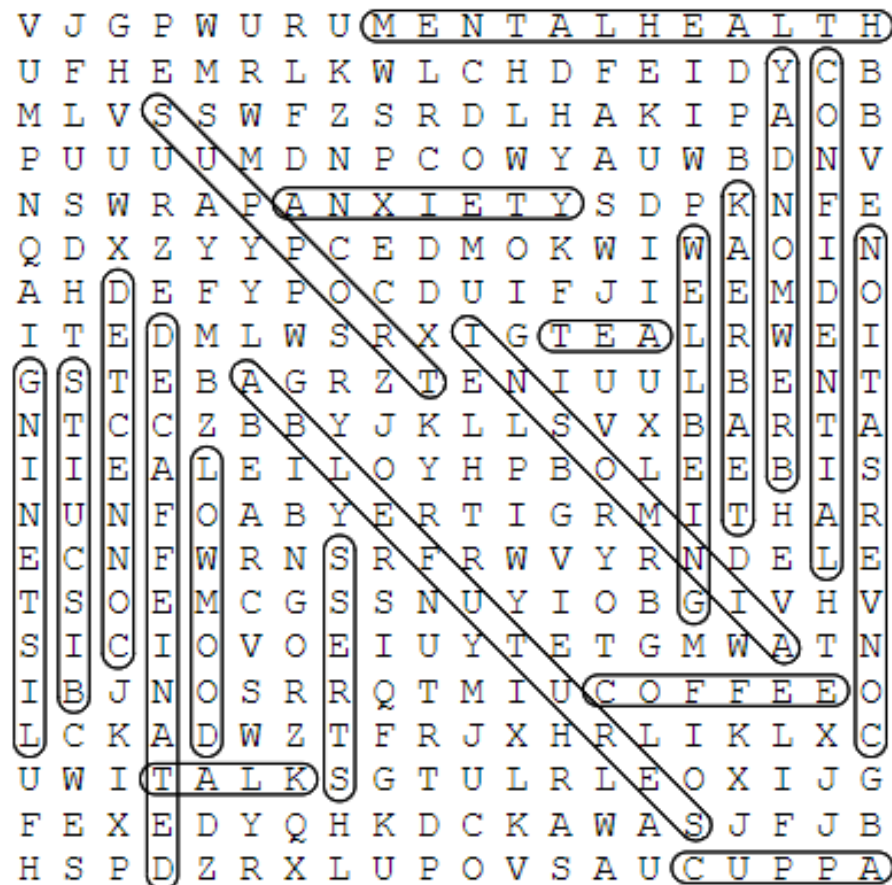 V J G P W U R U M E N T A L H E A L T H
U F H E M R L K W L C H D F E I D Y C B
M L V S S W F Z S R D L H A K I P A O B
P U U U U M D N P C O W Y A U W B D N V
N S W R A P A N X I E T Y S D P K N F E
Q D X Z Y Y P C E D M O K W I W A O I N
A H D E F Y P O C D U I F J I E E M D O
I T E D M L W S R X I G T E A L R W E I
G S T E B A G R Z T E N I U U L B E N T
N T C C Z B B Y J K L L S V X B A R T A
I I E A L E I L O Y H P B O L E E B I S
N U N F O A B Y E R T I G R M I T H A R
E C N F W R N S R F R W V Y R N D E L E
T S O E M C G S S N U Y I O B G I V H V
S I C I O V O E I U Y T E T G M W A T N
I B J N O S R R Q T M I U C O F F E E O
L C K A D W Z T F R J X H R L I K L X C
U W I T A L K S G T U L R L E O X I J G
F E X E D Y Q H K D C K A W A S J F J B
H S P D Z R X L U P O V S A U C U P P A